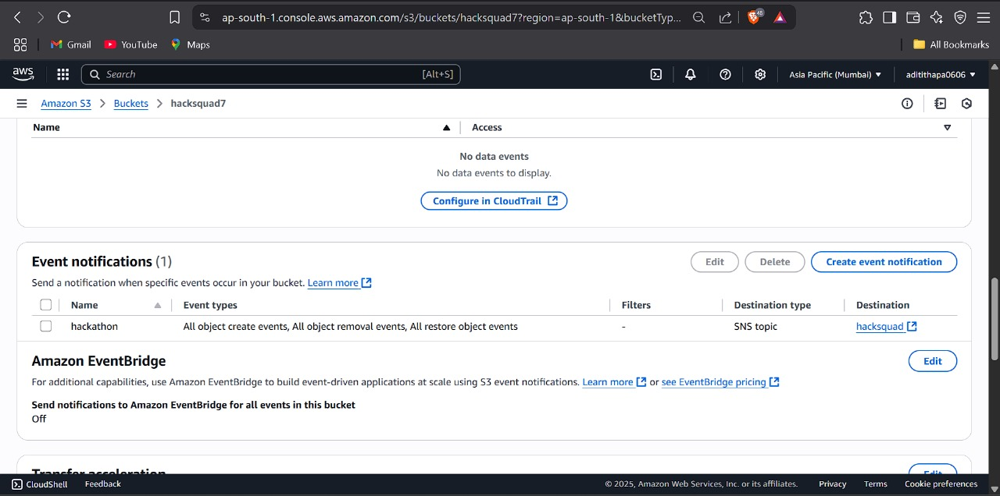 ap-south-1.console.aws.amazon.com/s3/buckets/hacksquad7?region=ap-south-1&bucketTyp... 48
Gmail YouTube Maps All Bookmarks
aws Search [Alt+S] Asia Pacific (Mumbai) adititthapa0606
Amazon S3 Buckets hacksquad7
Name Access
No data events
No data events to display.
Configure in CloudTrail
Event notifications (1) Edit Delete Create event notification
Send a notification when specific events occur in your bucket. Learn more
Name Event types Filters Destination type Destination
hackathon All object create events, All object removal events, All restore object events - SNS topic hacksquad
Amazon EventBridge Edit
For additional capabilities, use Amazon EventBridge to build event-driven applications at scale using S3 event notifications. Learn more or see EventBridge pricing
Send notifications to Amazon EventBridge for all events in this bucket
Off
Transfer acceleration Edit
CloudShell Feedback © 2025, Amazon Web Services, Inc. or its affiliates. Privacy Terms Cookie preferences